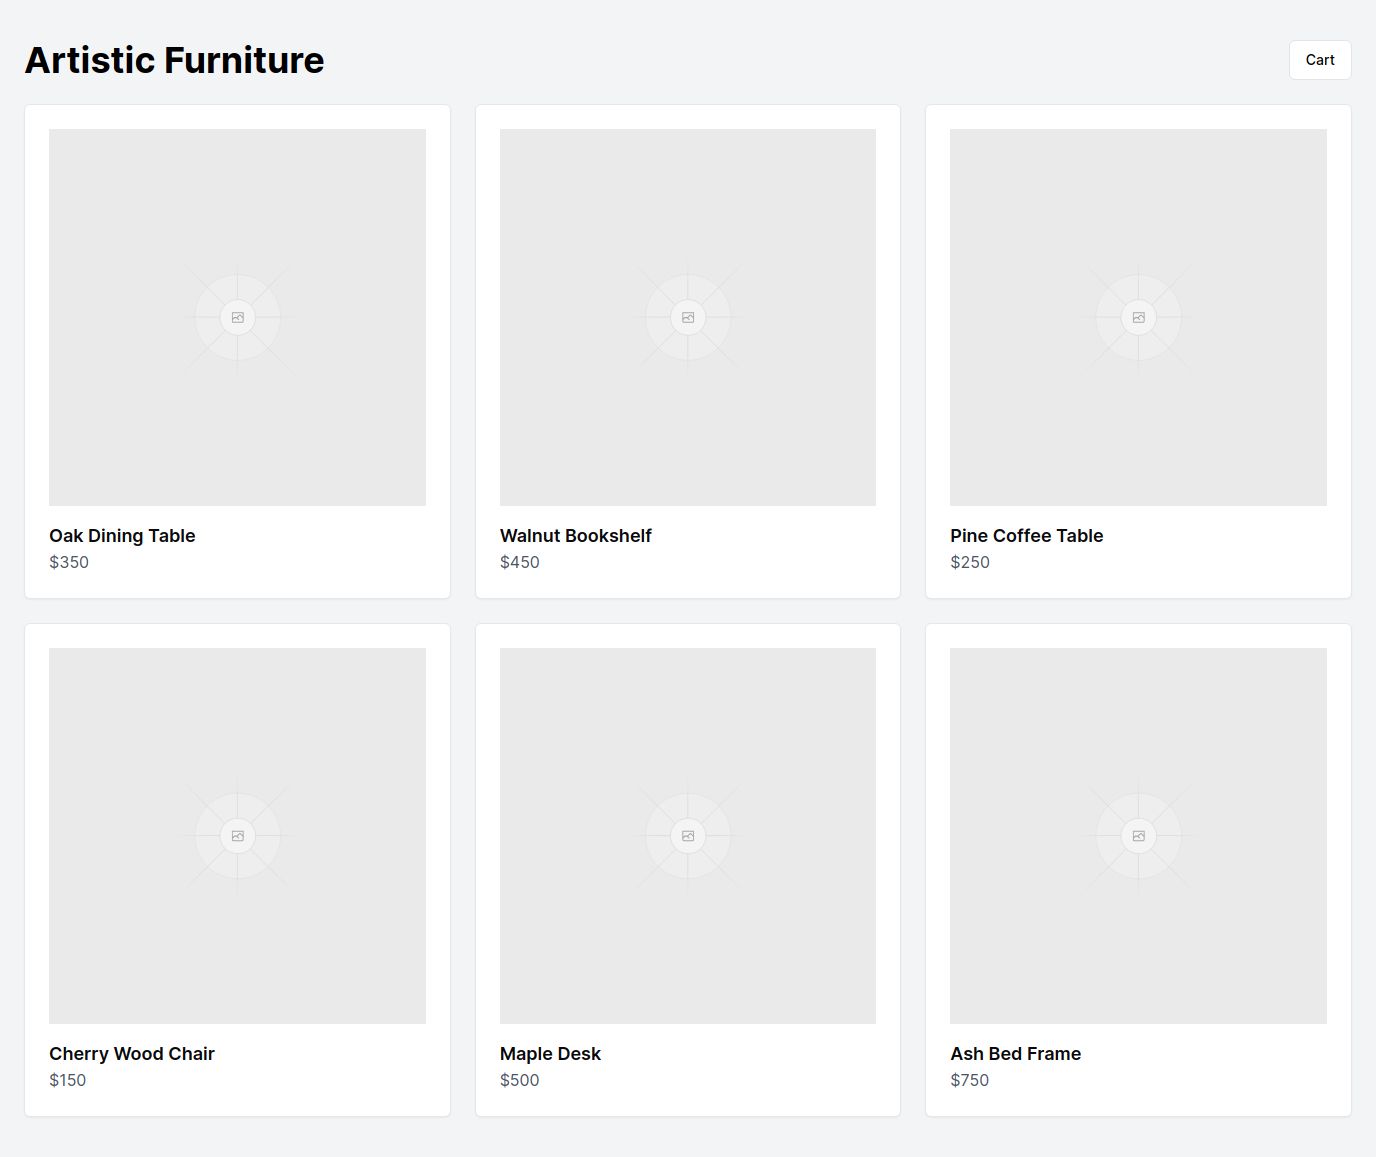 Artistic Furniture
Cart
Oak Dining Table
$350
Walnut Bookshelf
$450
Pine Coffee Table
$250
Cherry Wood Chair
$150
Maple Desk
$500
Ash Bed Frame
$750